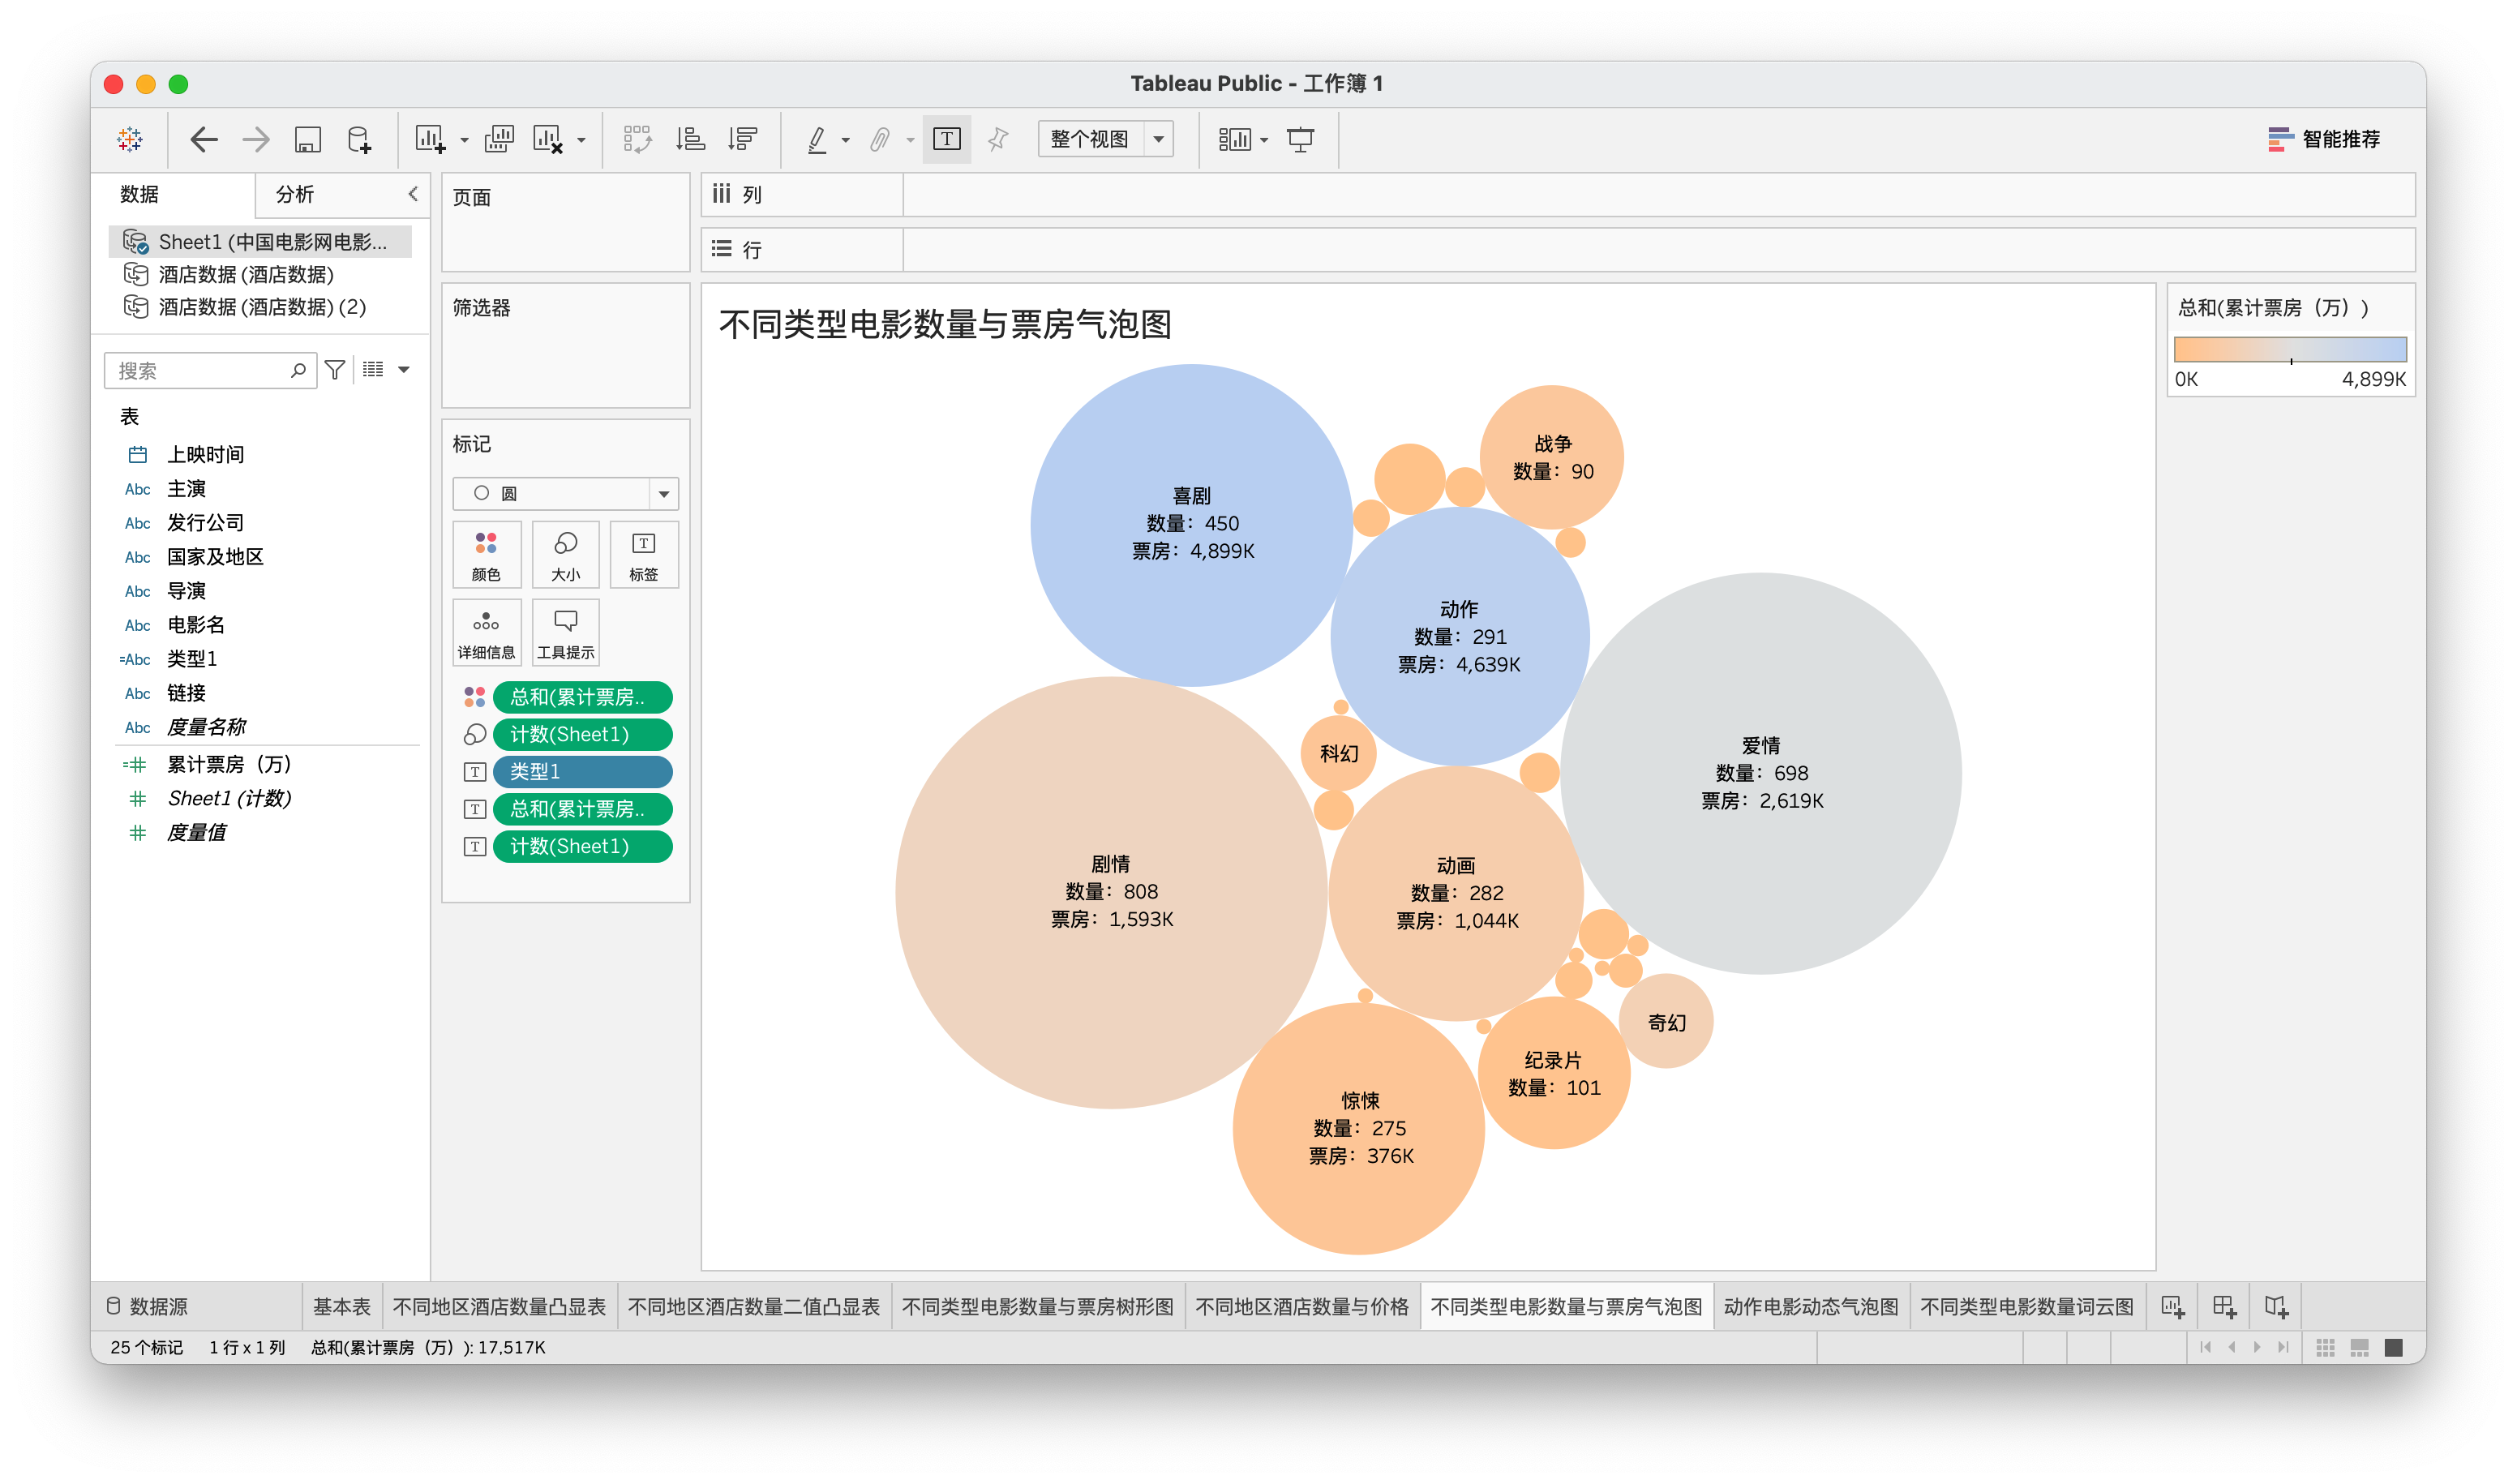 Tableau Public - 工作簿 1
整个视图
智能推荐
数据
分析
Sheet1 (中国电影网电影...
酒店数据 (酒店数据)
酒店数据 (酒店数据) (2)
搜索
表
上映时间
Abc 主演
Abc 发行公司
Abc 国家及地区
Abc 导演
Abc 电影名
=Abc 类型1
Abc 链接
Abc 度量名称
=# 累计票房（万）
# Sheet1 (计数)
# 度量值
页面
筛选器
标记
圆
颜色
大小
T
标签
详细信息
工具提示
总和(累计票房..
计数(Sheet1)
T 类型1
T 总和(累计票房..
T 计数(Sheet1)
列
行
不同类型电影数量与票房气泡图
喜剧
数量：450
票房：4,899K
战争
数量：90
动作
数量：291
票房：4,639K
科幻
爱情
数量：698
票房：2,619K
剧情
数量：808
票房：1,593K
动画
数量：282
票房：1,044K
奇幻
纪录片
数量：101
惊悚
数量：275
票房：376K
总和(累计票房（万）)
0K 4,899K
数据源
基本表
不同地区酒店数量凸显表
不同地区酒店数量二值凸显表
不同类型电影数量与票房树形图
不同地区酒店数量与价格
不同类型电影数量与票房气泡图
动作电影动态气泡图
不同类型电影数量词云图
25 个标记 1 行 x 1 列 总和(累计票房（万）): 17,517K